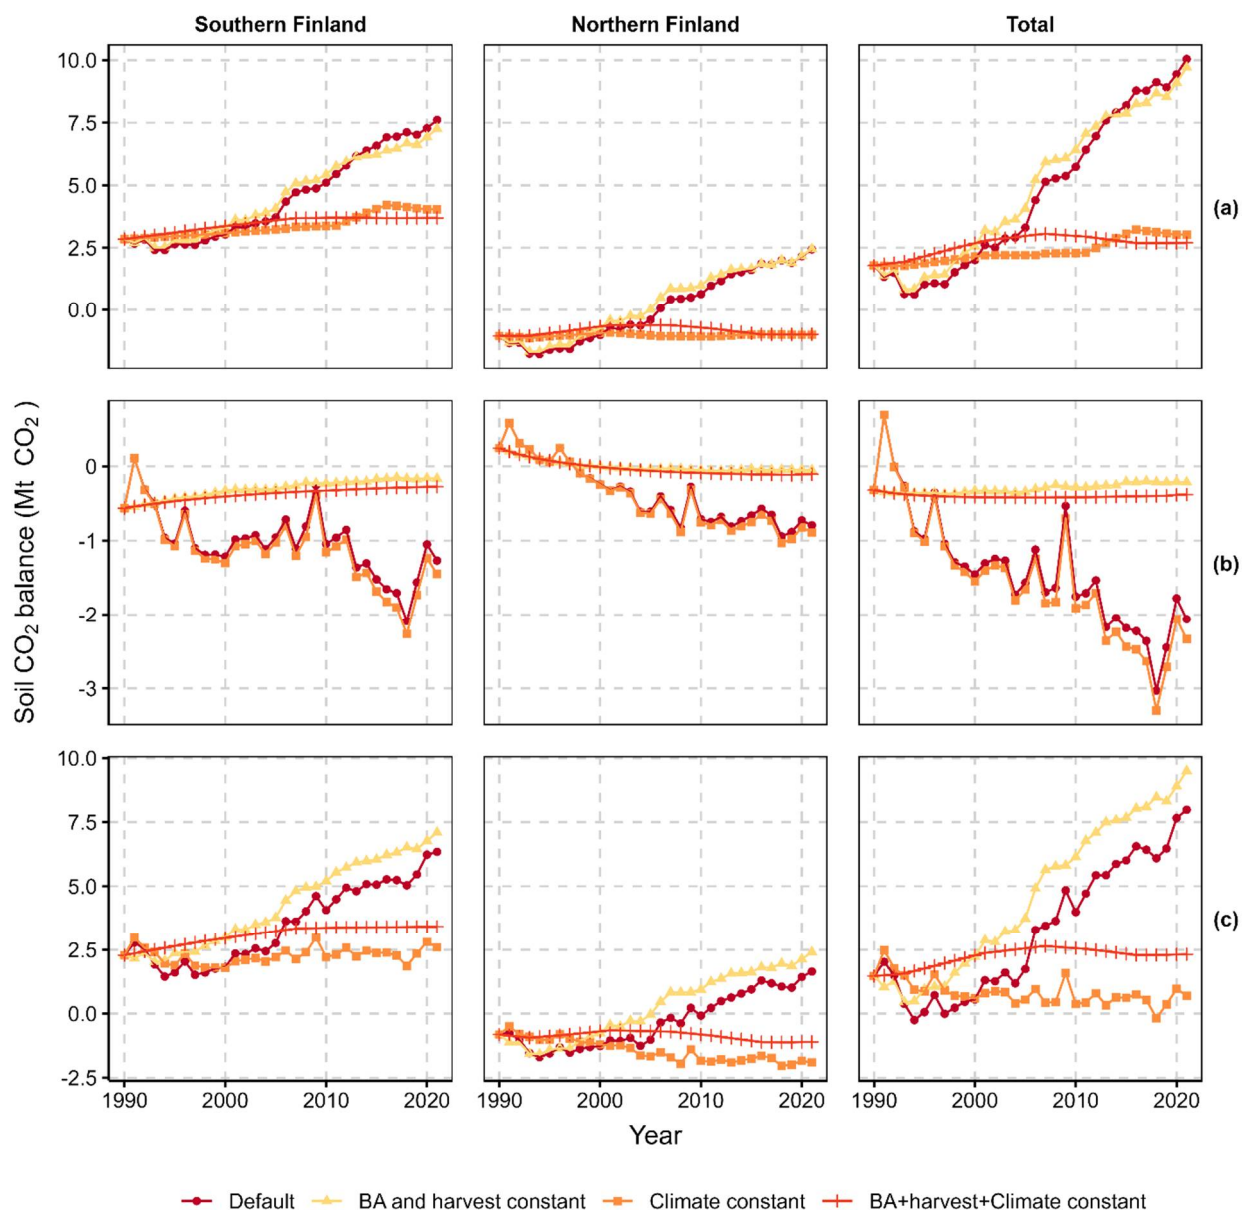 Southern Finland Northern Finland Total
10.0
7.5
5.0
2.5
0.0
(a)
Soil CO₂ balance (Mt CO₂ )
0
-1
-2
-3
(b)
10.0
7.5
5.0
2.5
0.0
-2.5
(c)
1990 2000 2010 2020 1990 2000 2010 2020 1990 2000 2010 2020
Year
Default BA and harvest constant Climate constant BA+harvest+Climate constant